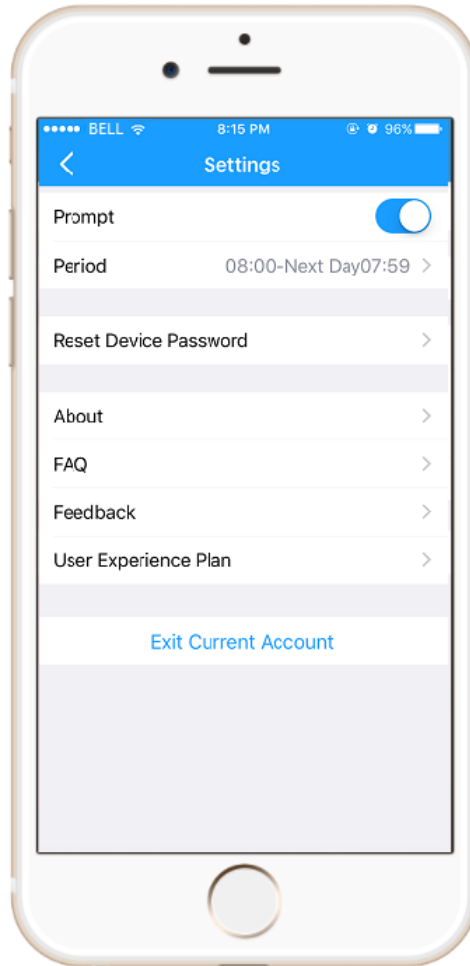 BELL 8:15 PM 96%
Settings
Prompt
Period 08:00-Next Day07:59
Reset Device Password
About
FAQ
Feedback
User Experience Plan
Exit Current Account